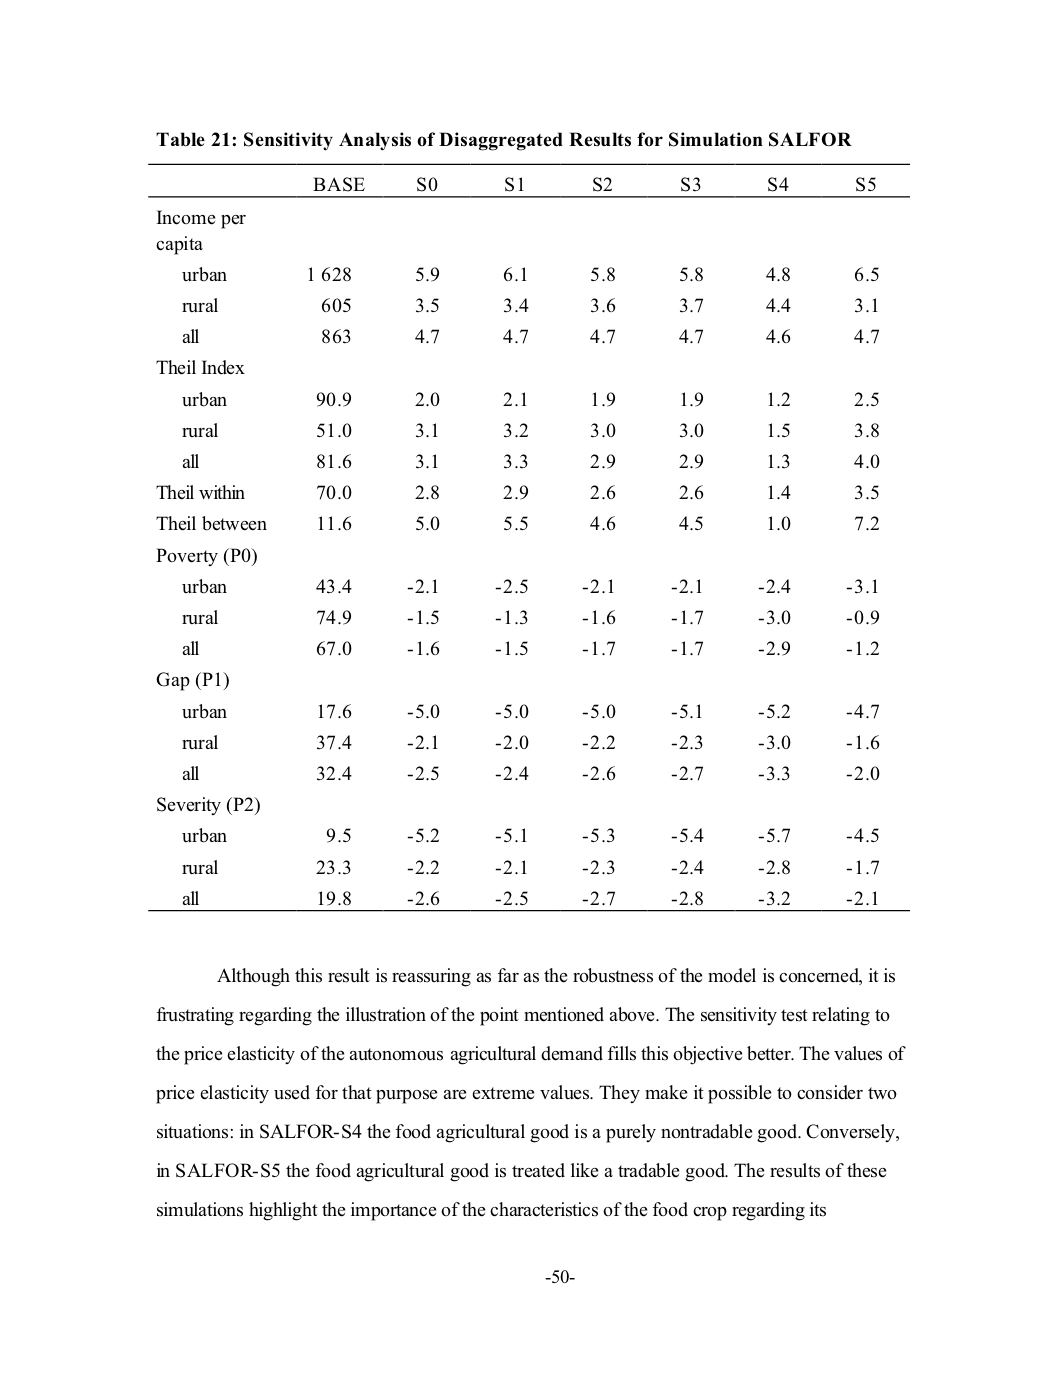 Table 21: Sensitivity Analysis of Disaggregated Results for Simulation SALFOR
BASE S0 S1 S2 S3 S4 S5
Income per
capita
urban 1 628 5.9 6.1 5.8 5.8 4.8 6.5
rural 605 3.5 3.4 3.6 3.7 4.4 3.1
all 863 4.7 4.7 4.7 4.7 4.6 4.7
Theil Index
urban 90.9 2.0 2.1 1.9 1.9 1.2 2.5
rural 51.0 3.1 3.2 3.0 3.0 1.5 3.8
all 81.6 3.1 3.3 2.9 2.9 1.3 4.0
Theil within 70.0 2.8 2.9 2.6 2.6 1.4 3.5
Theil between 11.6 5.0 5.5 4.6 4.5 1.0 7.2
Poverty (P0)
urban 43.4 -2.1 -2.5 -2.1 -2.1 -2.4 -3.1
rural 74.9 -1.5 -1.3 -1.6 -1.7 -3.0 -0.9
all 67.0 -1.6 -1.5 -1.7 -1.7 -2.9 -1.2
Gap (P1)
urban 17.6 -5.0 -5.0 -5.0 -5.1 -5.2 -4.7
rural 37.4 -2.1 -2.0 -2.2 -2.3 -3.0 -1.6
all 32.4 -2.5 -2.4 -2.6 -2.7 -3.3 -2.0
Severity (P2)
urban 9.5 -5.2 -5.1 -5.3 -5.4 -5.7 -4.5
rural 23.3 -2.2 -2.1 -2.3 -2.4 -2.8 -1.7
all 19.8 -2.6 -2.5 -2.7 -2.8 -3.2 -2.1
Although this result is reassuring as far as the robustness of the model is concerned, it is
frustrating regarding the illustration of the point mentioned above. The sensitivity test relating to
the price elasticity of the autonomous agricultural demand fills this objective better. The values of
price elasticity used for that purpose are extreme values. They make it possible to consider two
situations: in SALFOR-S4 the food agricultural good is a purely nontradable good. Conversely,
in SALFOR-S5 the food agricultural good is treated like a tradable good. The results of these
simulations highlight the importance of the characteristics of the food crop regarding its
-50-